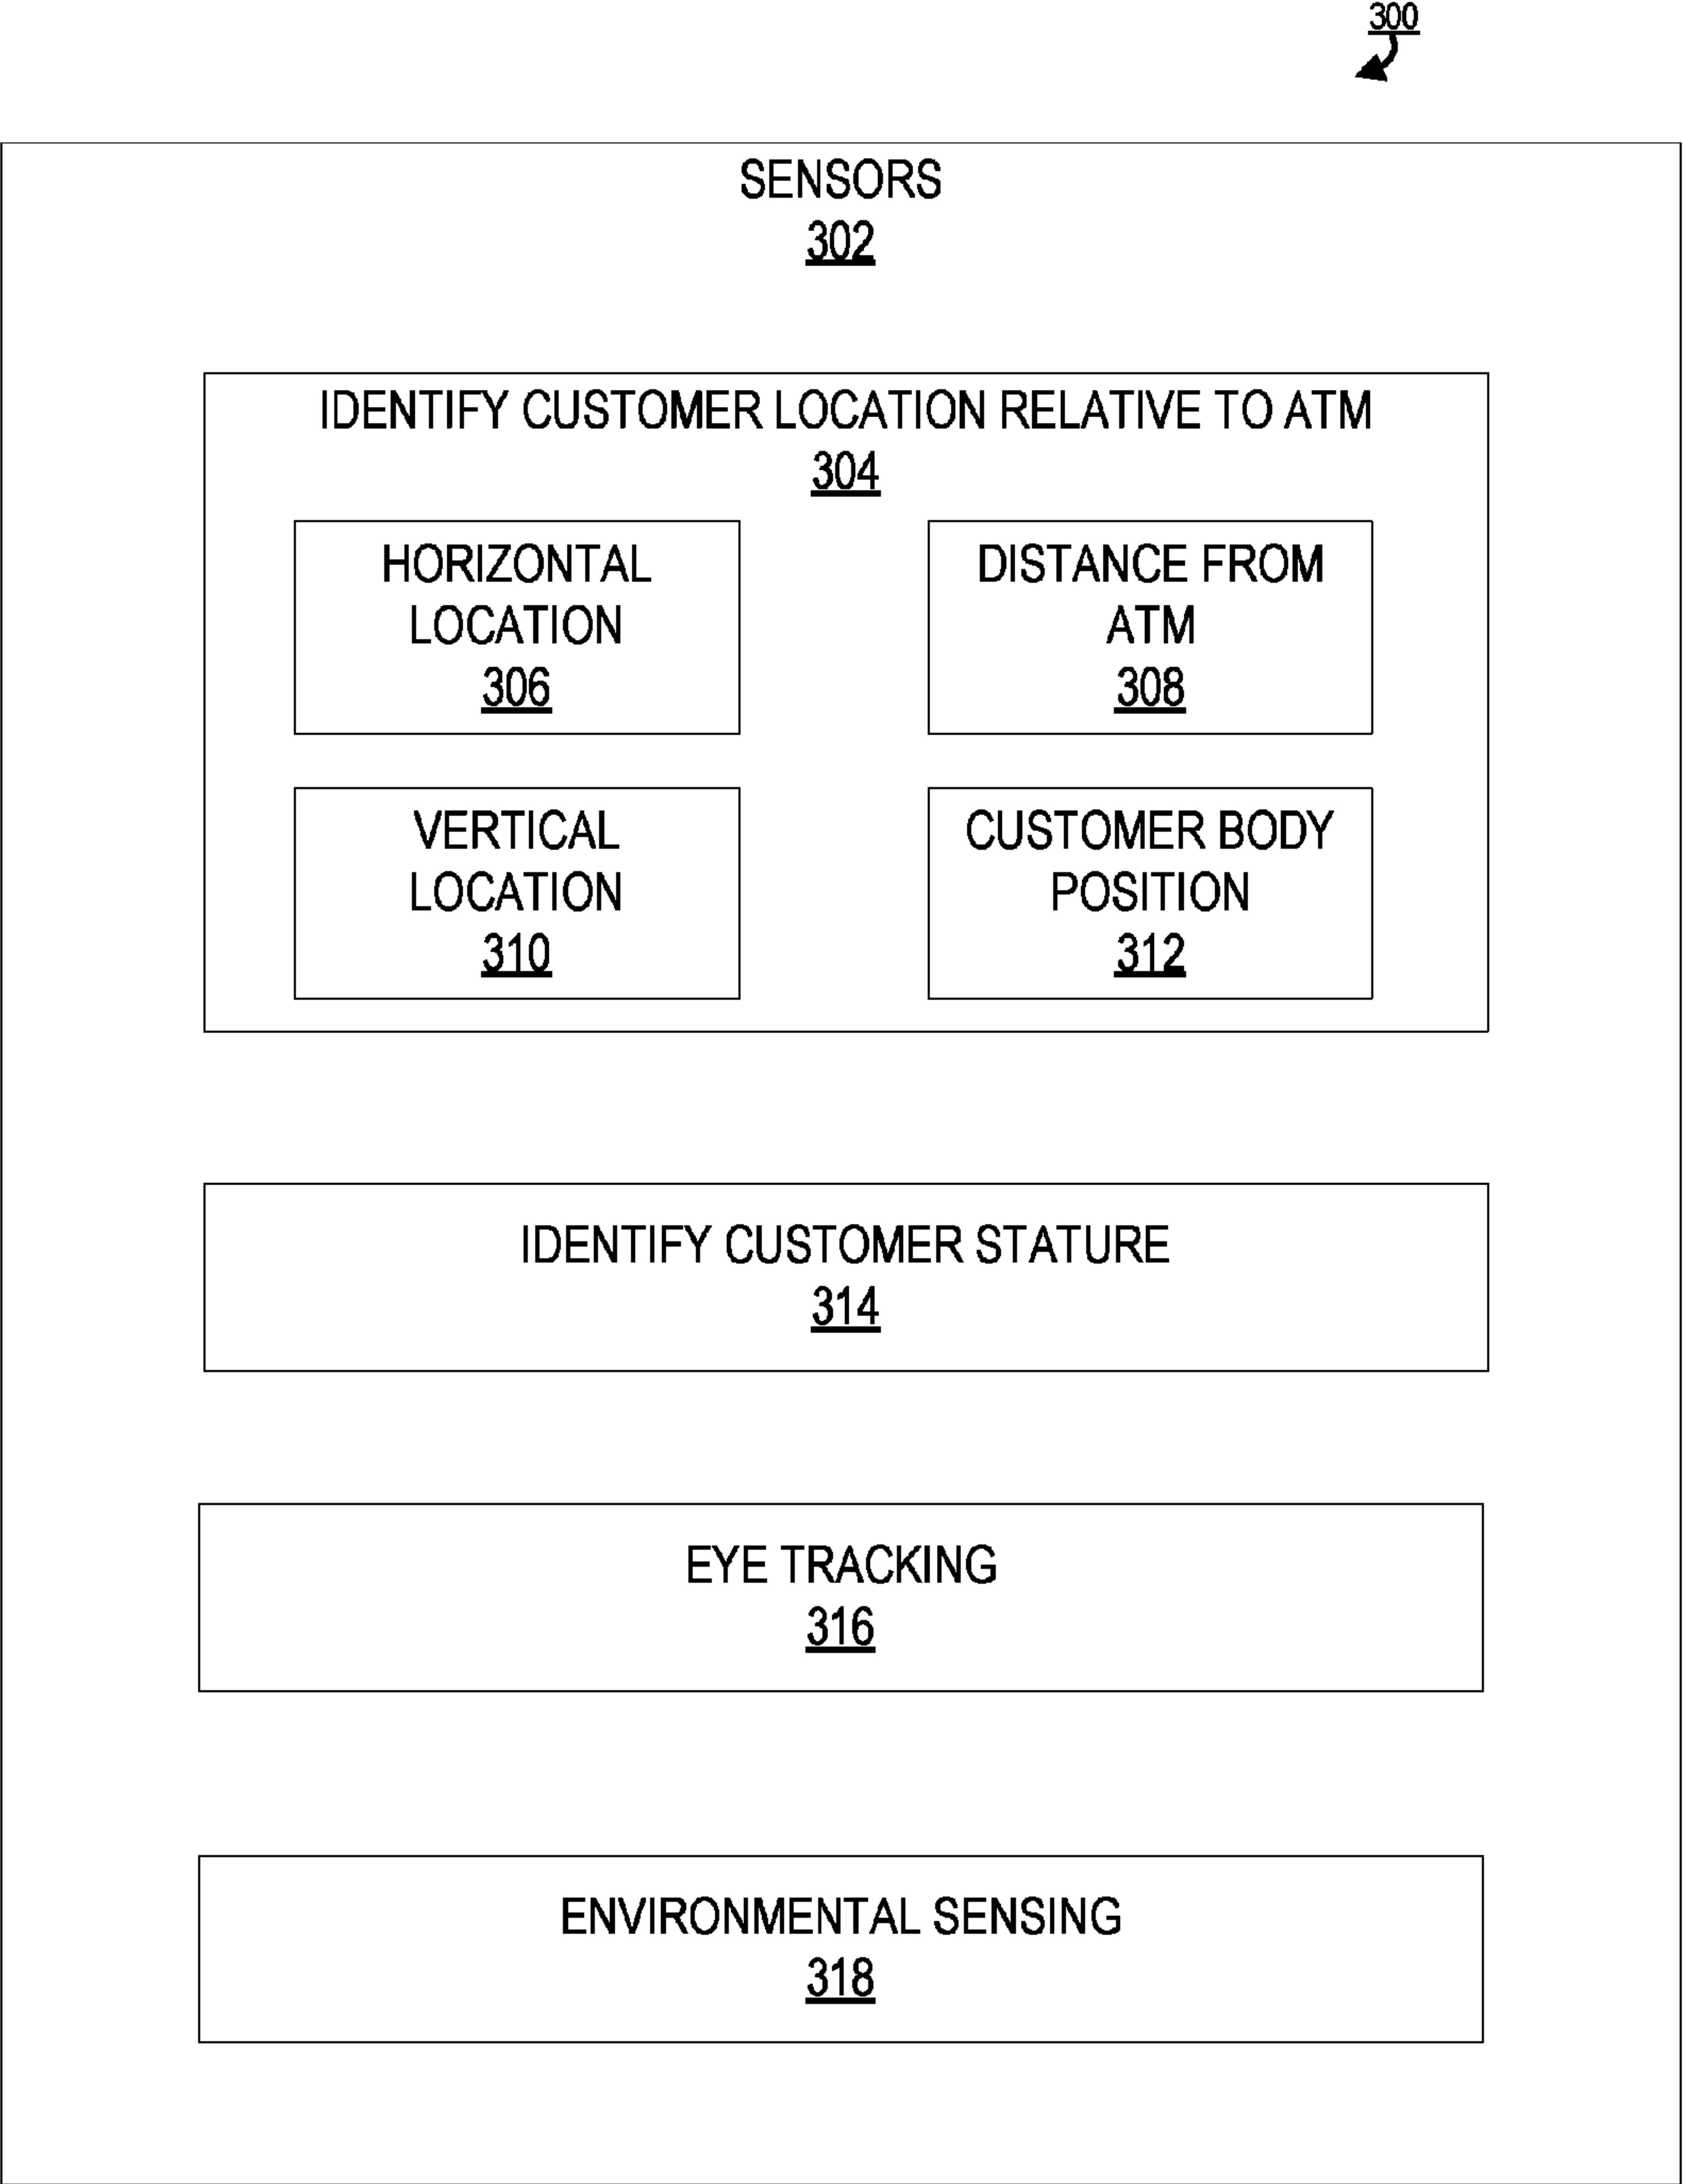 300
SENSORS
302
IDENTIFY CUSTOMER LOCATION RELATIVE TO ATM
304
HORIZONTAL
LOCATION
306
DISTANCE FROM
ATM
308
VERTICAL
LOCATION
310
CUSTOMER BODY
POSITION
312
IDENTIFY CUSTOMER STATURE
314
EYE TRACKING
316
ENVIRONMENTAL SENSING
318